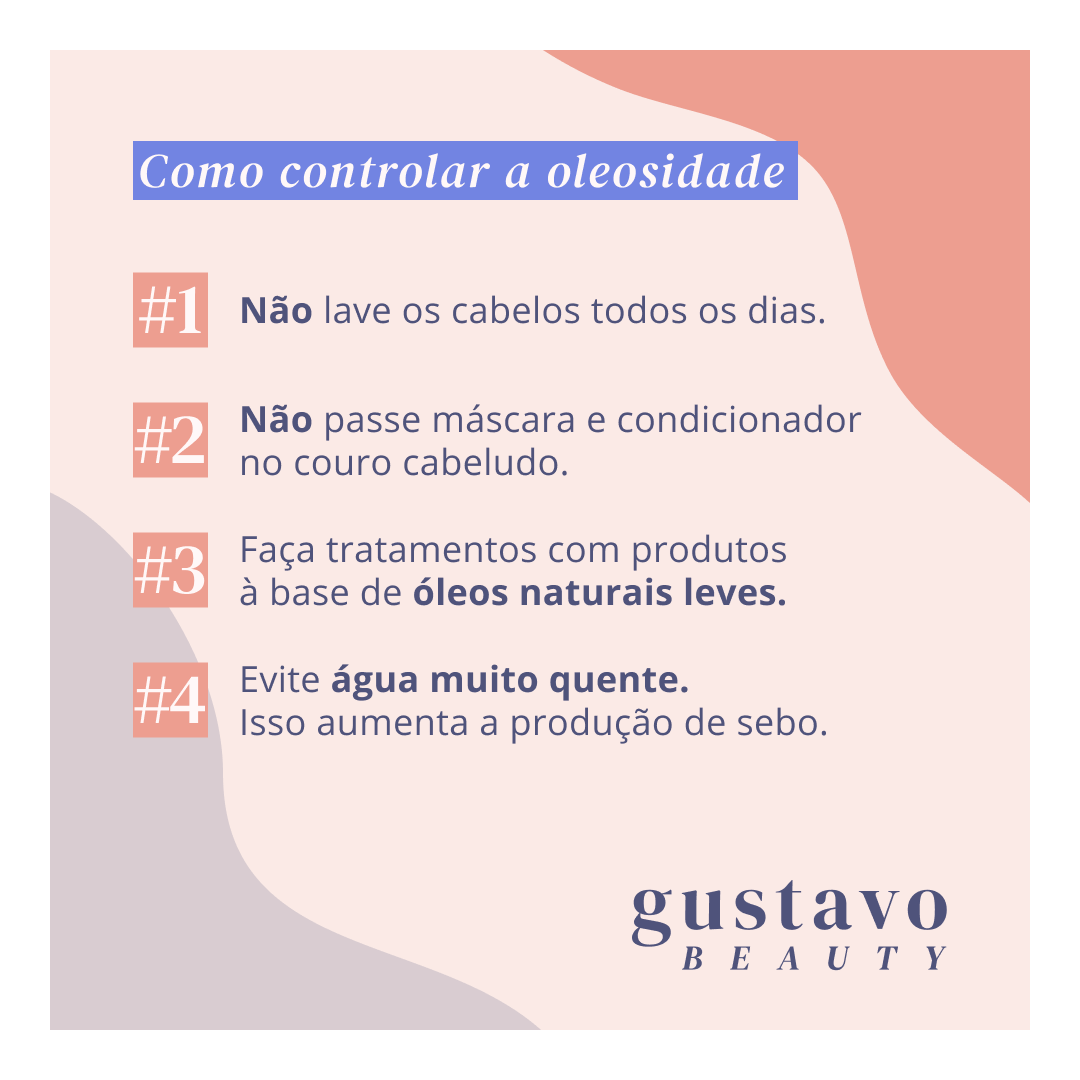 Como controlar a oleosidade
#1 Não lave os cabelos todos os dias.
#2 Não passe máscara e condicionador
no couro cabeludo.
#3 Faça tratamentos com produtos
à base de óleos naturais leves.
#4 Evite água muito quente.
Isso aumenta a produção de sebo.
gustavo
BEAUTY